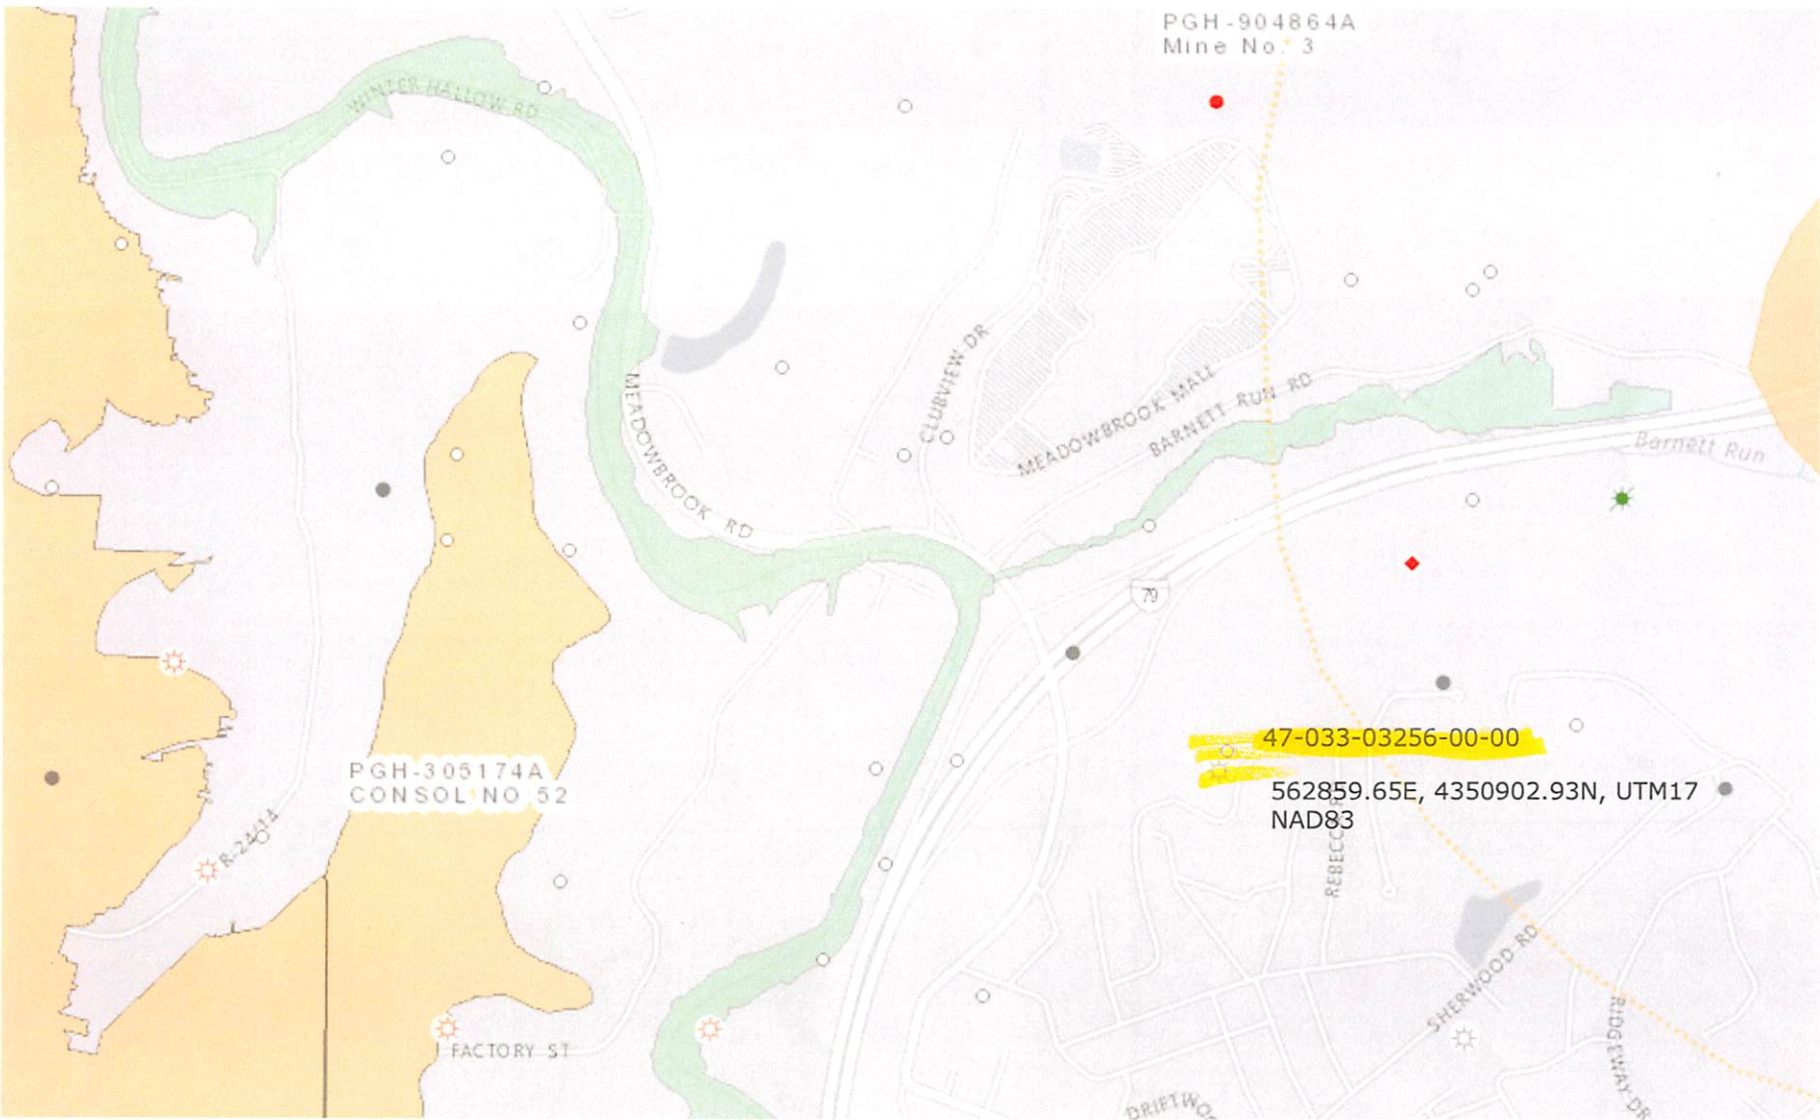 PGH-904864A
Mine No. 3
WINTER HALLOW RD
CLUBVIEW DR
MEADOWBROOK MALL
BARNETT RUN RD
MEADOWBROOK RD
Barnett Run
79
47-033-03256-00-00
PGH-305174A
CONSOL NO 52
562859.65E, 4350902.93N, UTM17
NAD83
R-24/14
SHERWOOD RD
FACTORY ST
RIDGEWAY DR